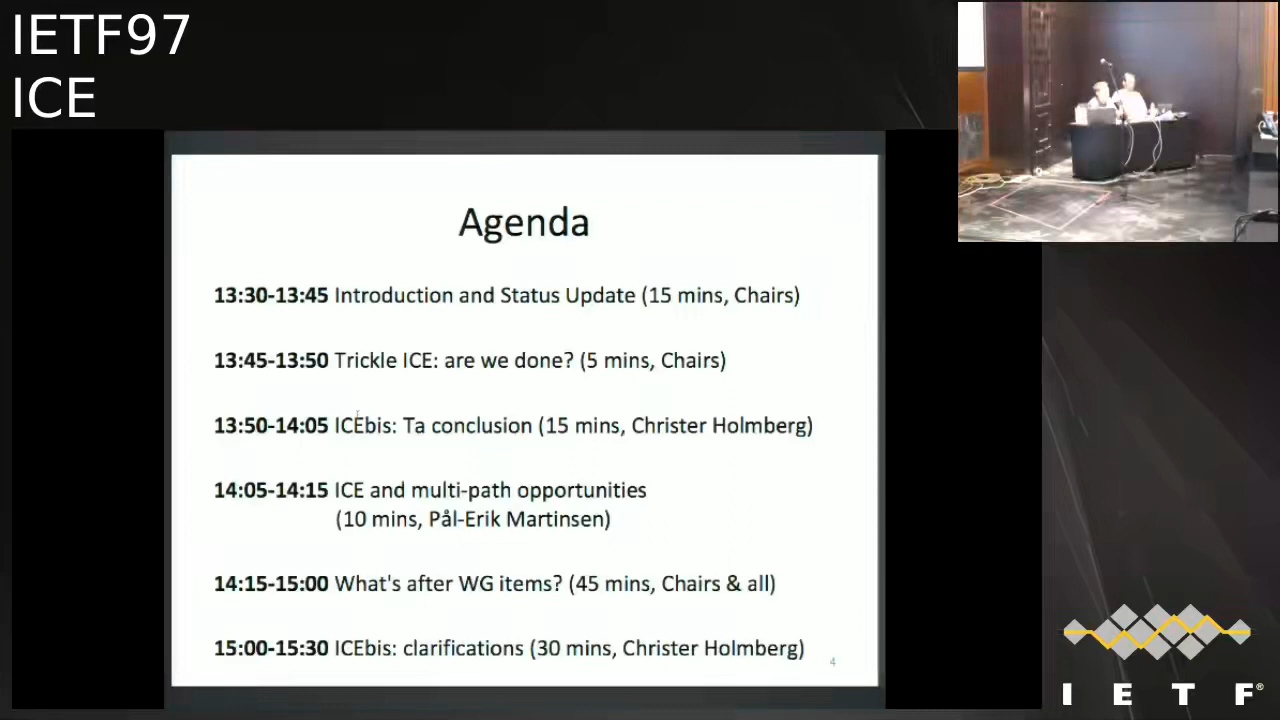 IETF97
ICE
Agenda
13:30-13:45 Introduction and Status Update (15 mins, Chairs)
13:45-13:50 Trickle ICE: are we done? (5 mins, Chairs)
13:50-14:05 ICEbis: Ta conclusion (15 mins, Christer Holmberg)
14:05-14:15 ICE and multi-path opportunities
(10 mins, Pål-Erik Martinsen)
14:15-15:00 What's after WG items? (45 mins, Chairs & all)
15:00-15:30 ICEbis: clarifications (30 mins, Christer Holmberg)
4
I E T F®